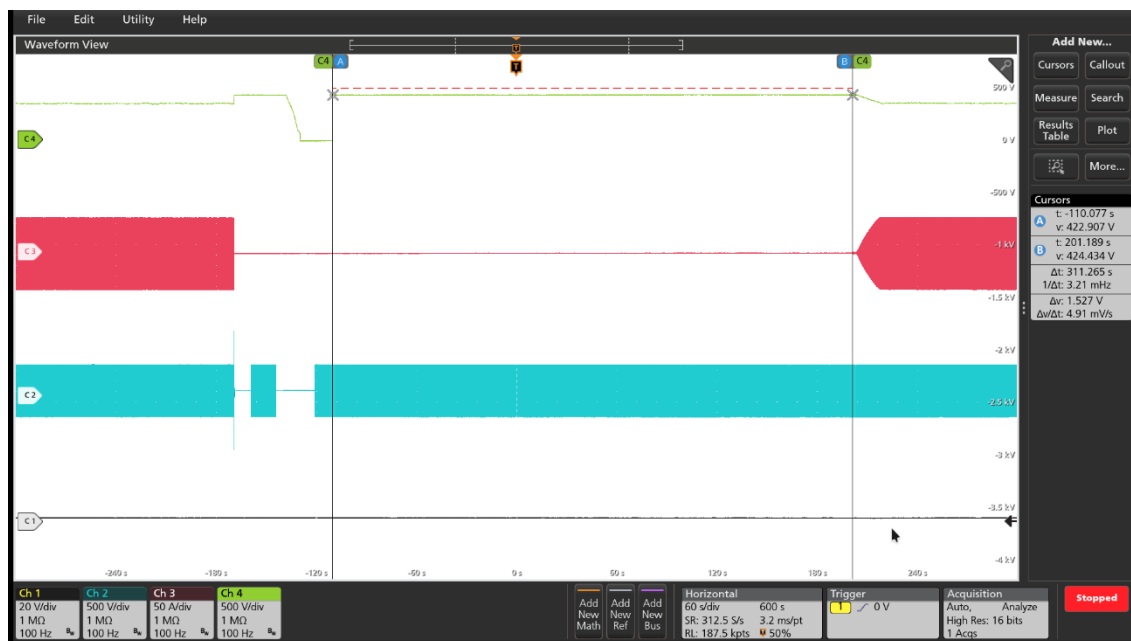 File Edit Utility Help
Waveform View
Add New...
C4 A
T
B C4
T
Cursors Callout
500 V
Measure Search
Results Table Plot
C4
0 V
More...
-500 V
Cursors
A t: -110.077 s
v: 422.907 V
C3
-1 kV
B t: 201.189 s
v: 424.434 V
Δt: 311.265 s
1/Δt: 3.21 mHz
-1.5 kV
Δv: 1.527 V
Δv/Δt: 4.91 mV/s
-2 kV
C2
-2.5 kV
-3 kV
-3.5 kV
C1
-4 kV
-240 s -180 s -120 s -60 s 0 s 60 s 120 s 180 s 240 s
Ch 1
20 V/div
1 MΩ
100 Hz Bw
Ch 2
500 V/div
1 MΩ
100 Hz Bw
Ch 3
50 A/div
1 MΩ
100 Hz Bw
Ch 4
500 V/div
1 MΩ
100 Hz Bw
Add New Math
Add New Ref
Add New Bus
Horizontal
60 s/div 600 s
SR: 312.5 S/s 3.2 ms/pt
RL: 187.5 kpts 50%
Trigger
1 0 V
Acquisition
Auto, Analyze
High Res: 16 bits
1 Acqs
Stopped